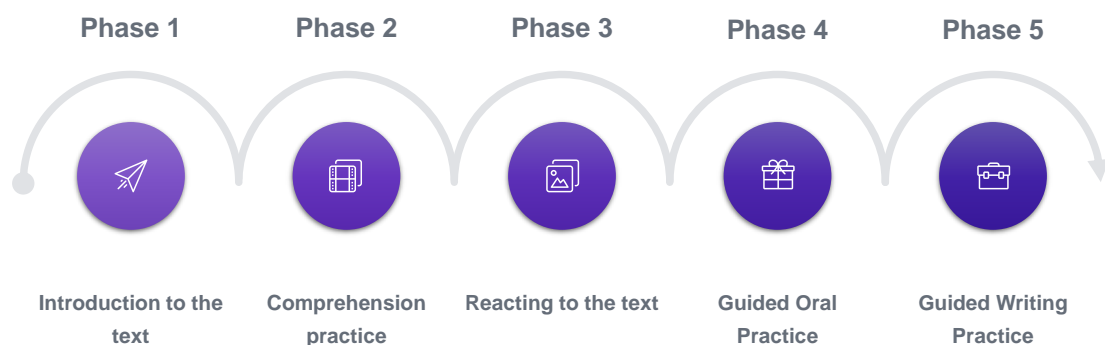 Phase 1
Phase 2
Phase 3
Phase 4
Phase 5
Introduction to the
text
Comprehension
practice
Reacting to the text
Guided Oral
Practice
Guided Writing
Practice